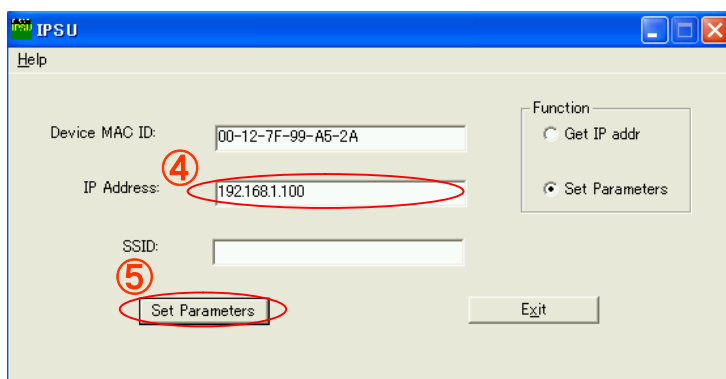 IPSU
Help
Function
Device MAC ID: 00-12-7F-99-A5-2A
Get IP addr
④
IP Address: 192.168.1.100
Set Parameters
SSID:
⑤
Set Parameters
Exit